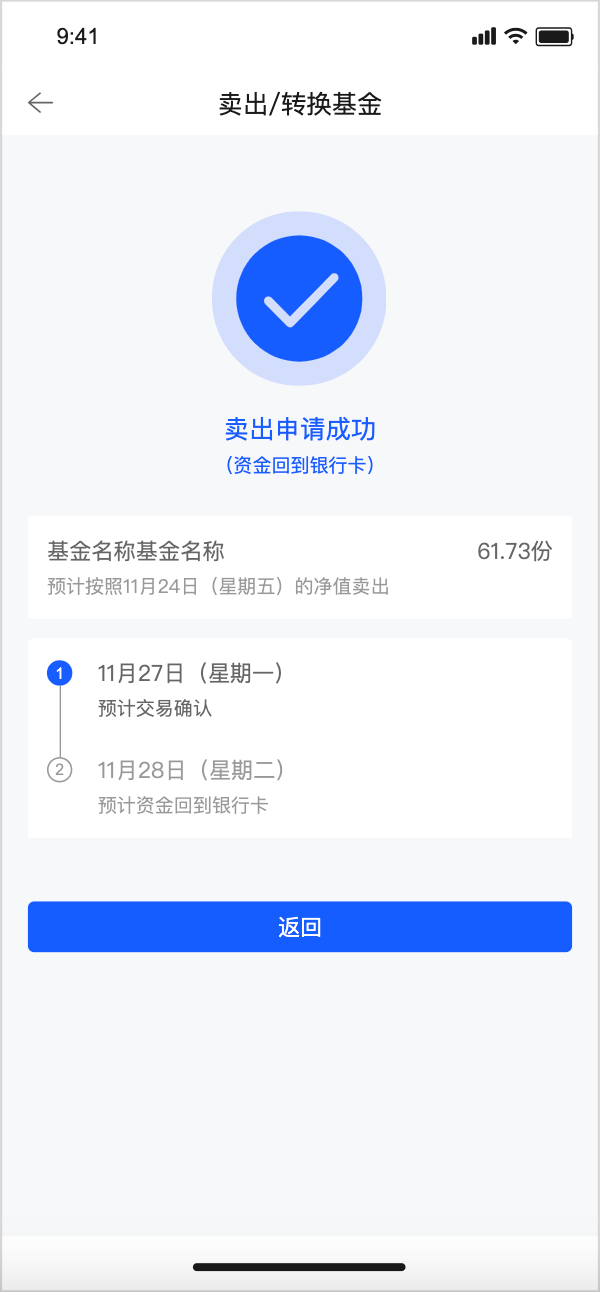 9:41
卖出/转换基金
卖出申请成功
（资金回到银行卡）
基金名称基金名称 61.73份
预计按照11月24日（星期五）的净值卖出
1 11月27日（星期一）
预计交易确认
2 11月28日（星期二）
预计资金回到银行卡
返回